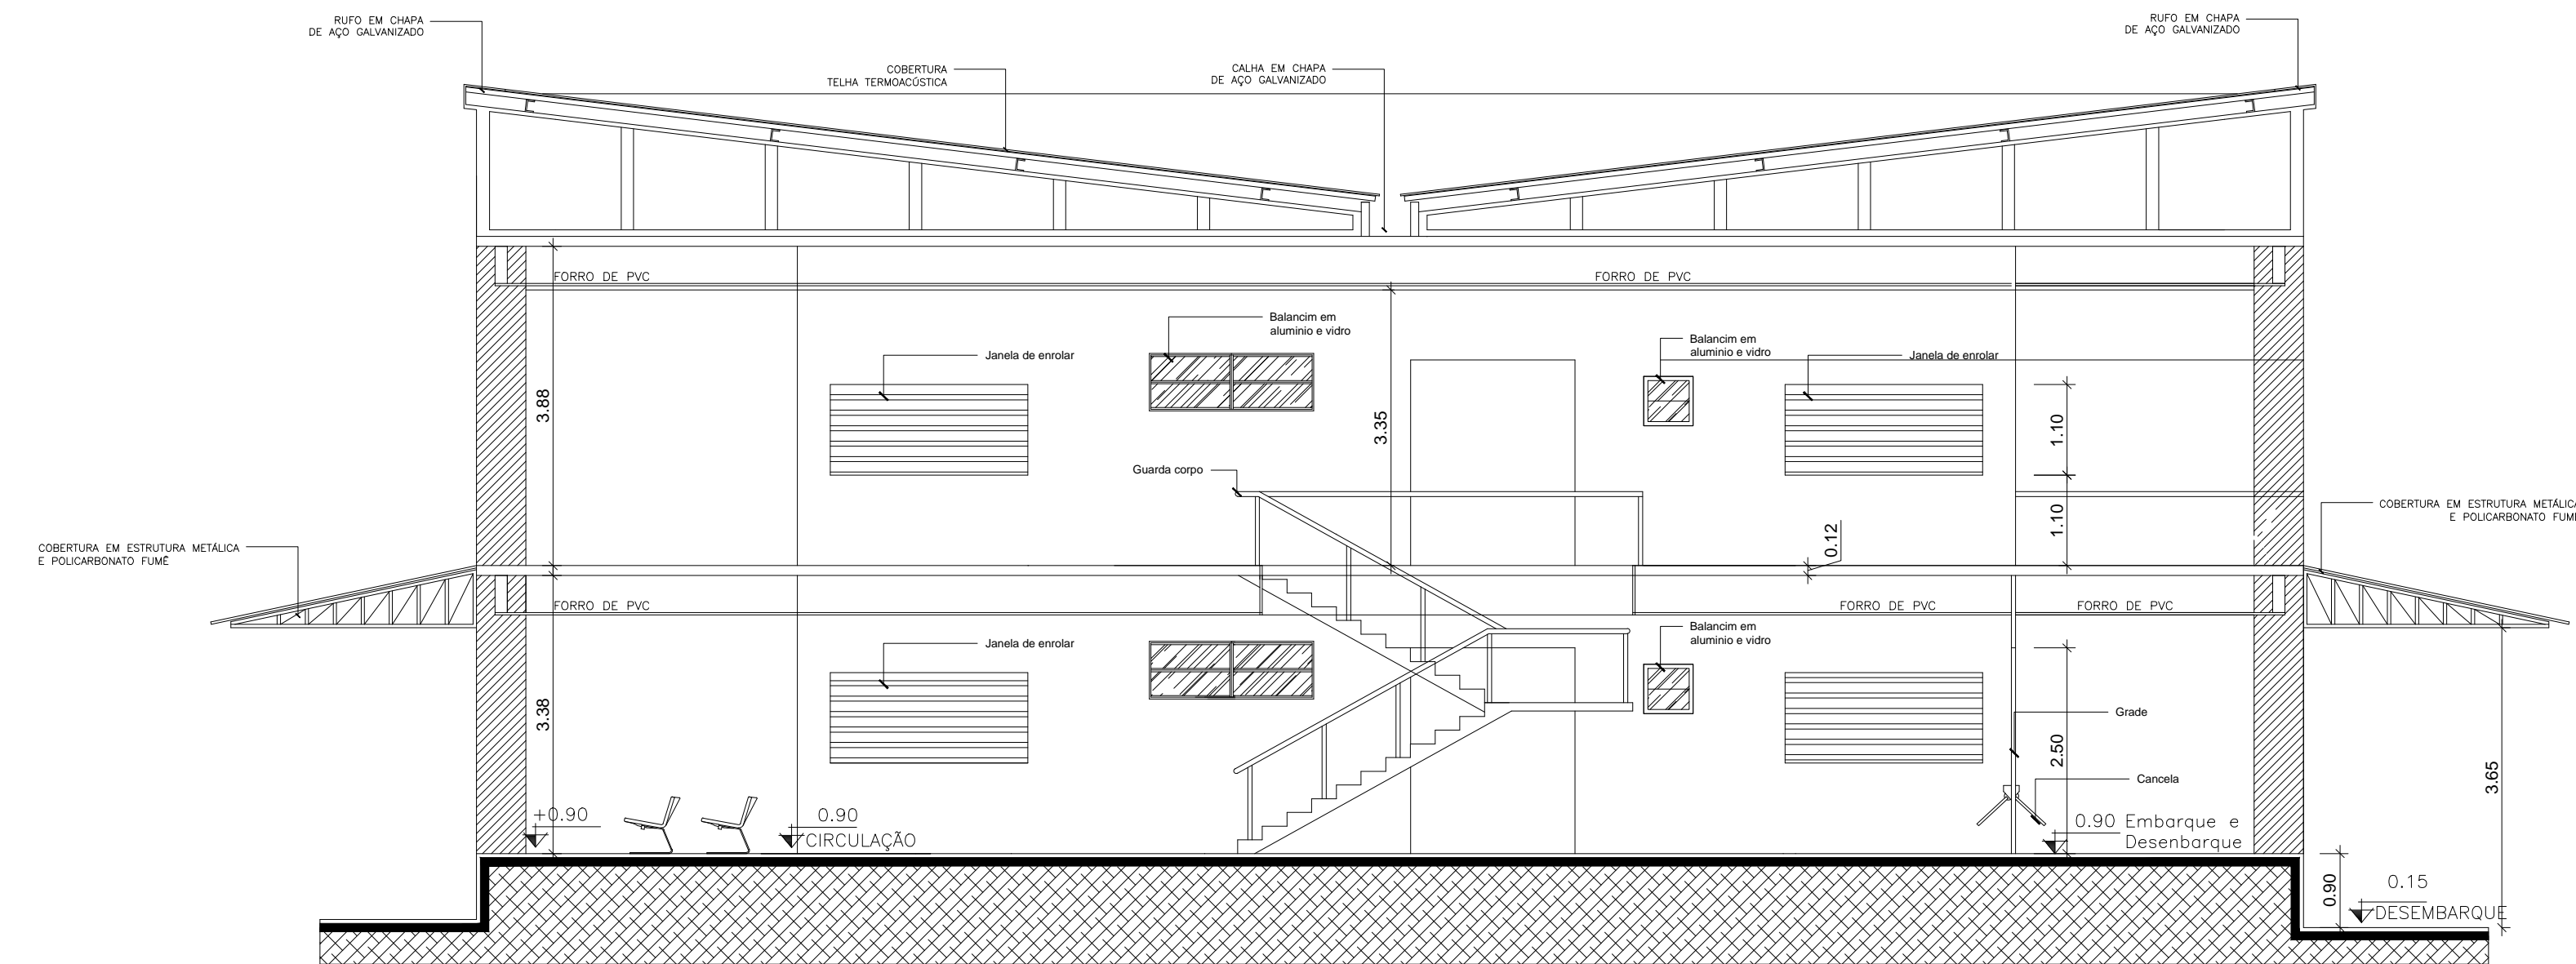 RUFO EM CHAPA
DE AÇO GALVANIZADO
COBERTURA
TELHA TERMOACÚSTICA
CALHA EM CHAPA
DE AÇO GALVANIZADO
RUFO EM CHAPA
DE AÇO GALVANIZADO
FORRO DE PVC
FORRO DE PVC
Balancim em
aluminio e vidro
Balancim em
aluminio e vidro
Janela de enrolar
Janela de enrolar
3.88
3.35
1.10
Guarda corpo
1.10
0.12
COBERTURA EM ESTRUTURA METÁLICA
E POLICARBONATO FUMÊ
COBERTURA EM ESTRUTURA METÁLIC
E POLICARBONATO FUM
FORRO DE PVC
FORRO DE PVC
FORRO DE PVC
Balancim em
aluminio e vidro
Janela de enrolar
3.38
Grade
2.50
Cancela
3.65
+0.90
0.90
CIRCULAÇÃO
0.90 Embarque e
Desenbarque
0.90
0.15
DESEMBARQUE